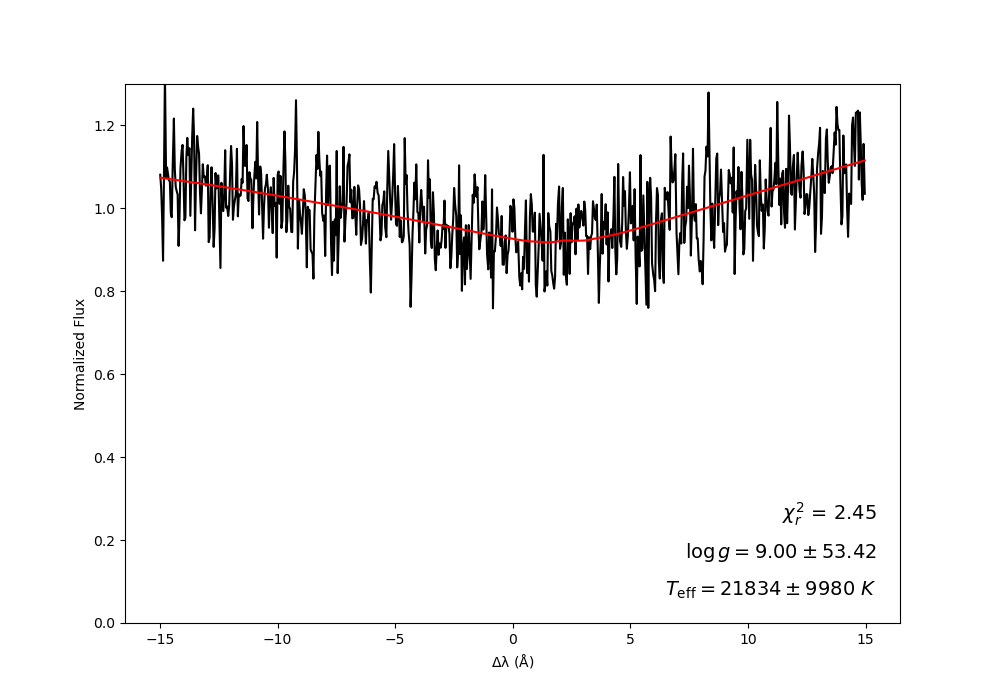 Normalized Flux
1.2
1.0
0.8
0.6
0.4
0.2
0.0
χ²ᵣ = 2.45
log g = 9.00 ± 53.42
T_eff = 21834 ± 9980 K
−15 −10 −5 0 5 10 15
Δλ (Å)